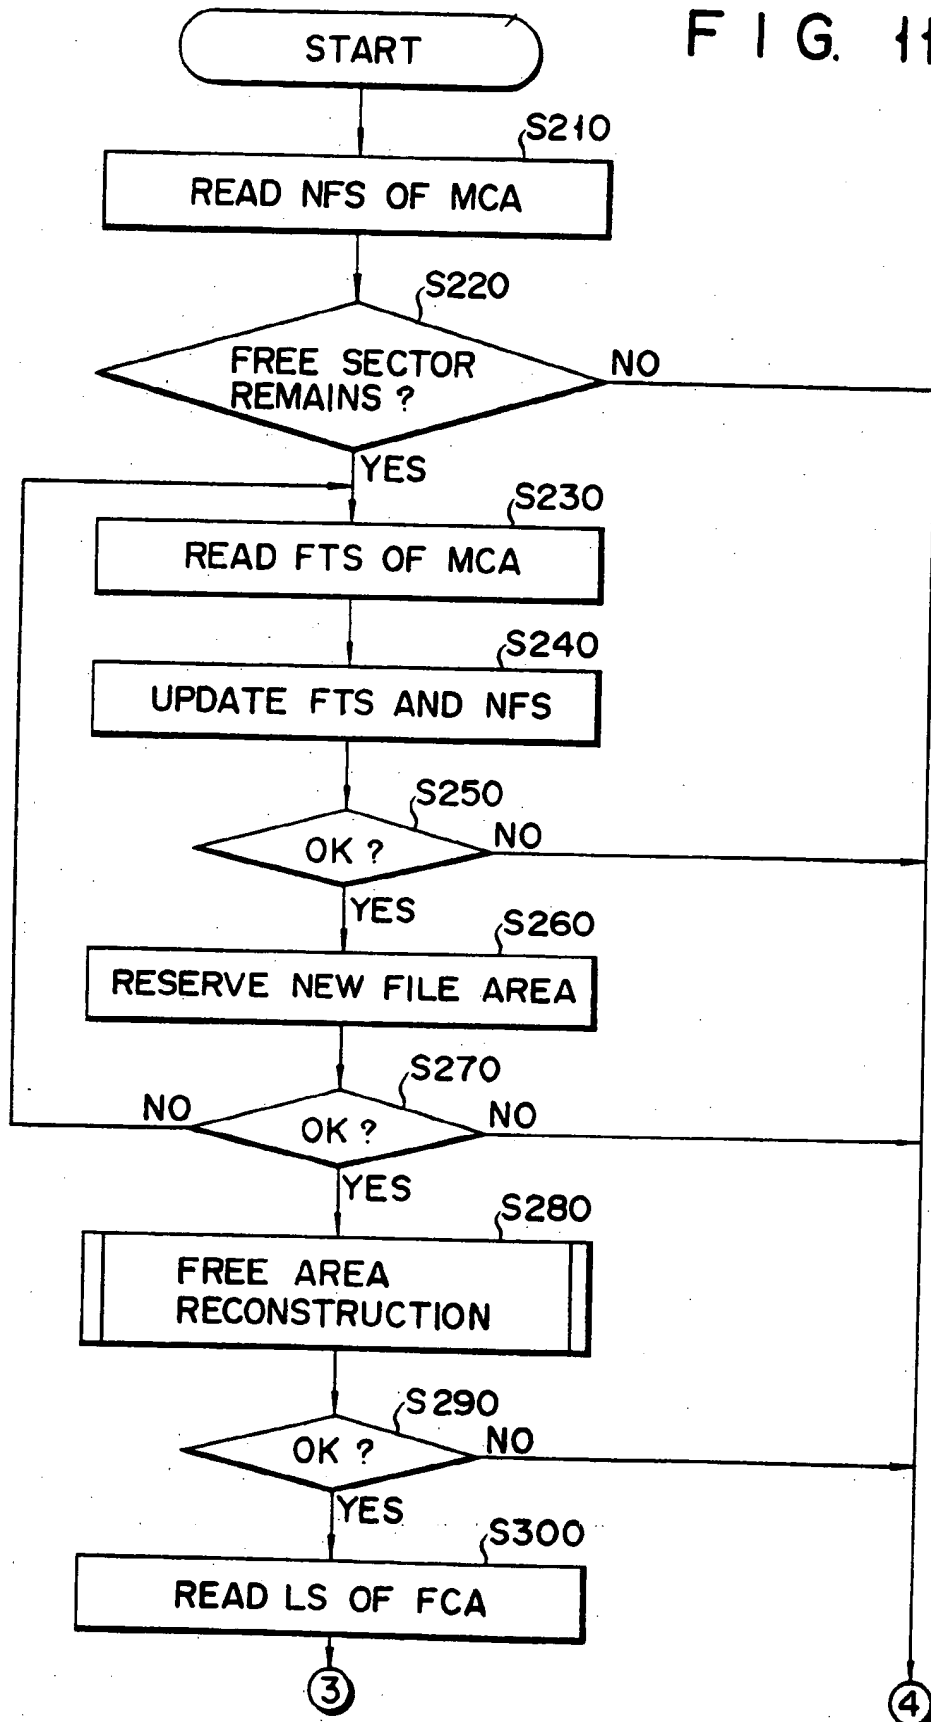 FIG. 11
START
S210
READ NFS OF MCA
S220
FREE SECTOR
REMAINS ?
NO
YES
S230
READ FTS OF MCA
S240
UPDATE FTS AND NFS
S250
OK ?
NO
YES
S260
RESERVE NEW FILE AREA
S270
NO
OK ?
NO
YES
S280
FREE AREA
RECONSTRUCTION
S290
OK ?
NO
YES
S300
READ LS OF FCA
3
4